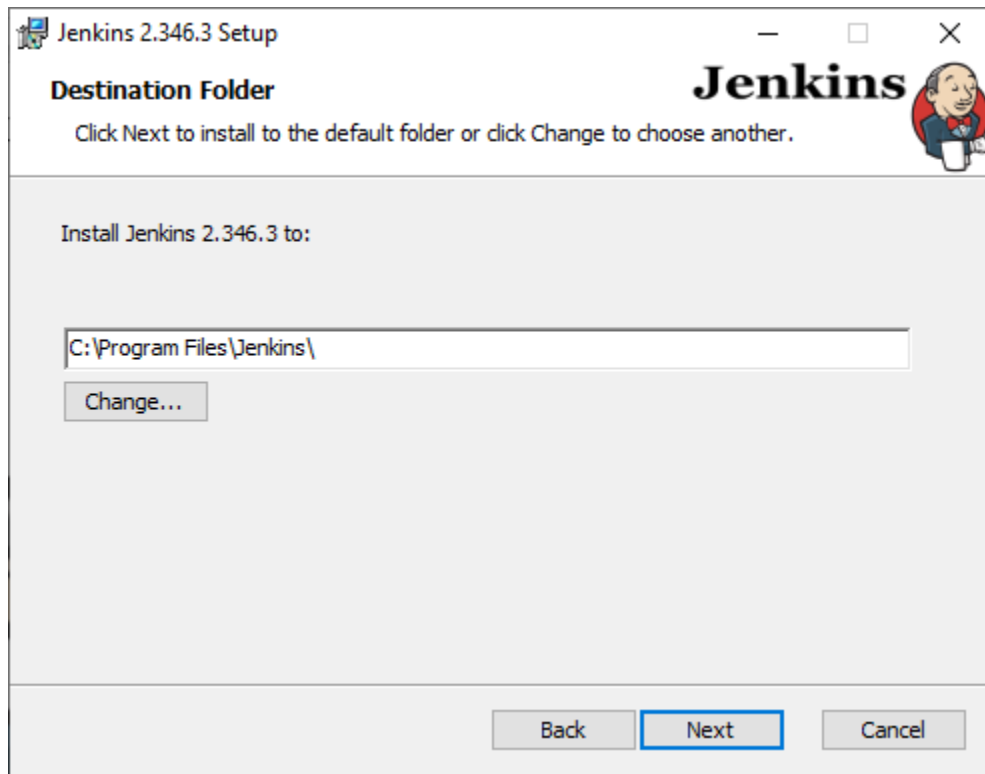 Jenkins 2.346.3 Setup
Jenkins
Destination Folder
Click Next to install to the default folder or click Change to choose another.
Install Jenkins 2.346.3 to:
C:\Program Files\Jenkins\
Change...
Back Next Cancel